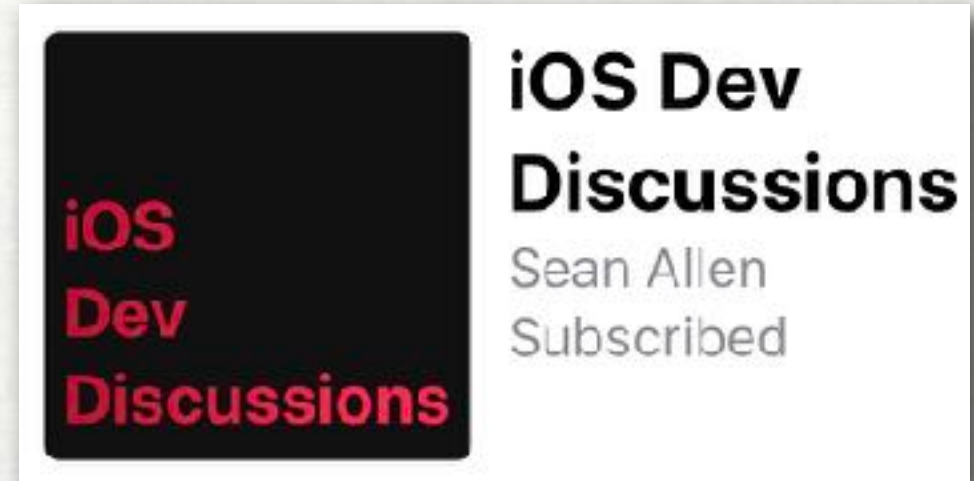 iOS
Dev
Discussions
iOS Dev
Discussions
Sean Allen
Subscribed